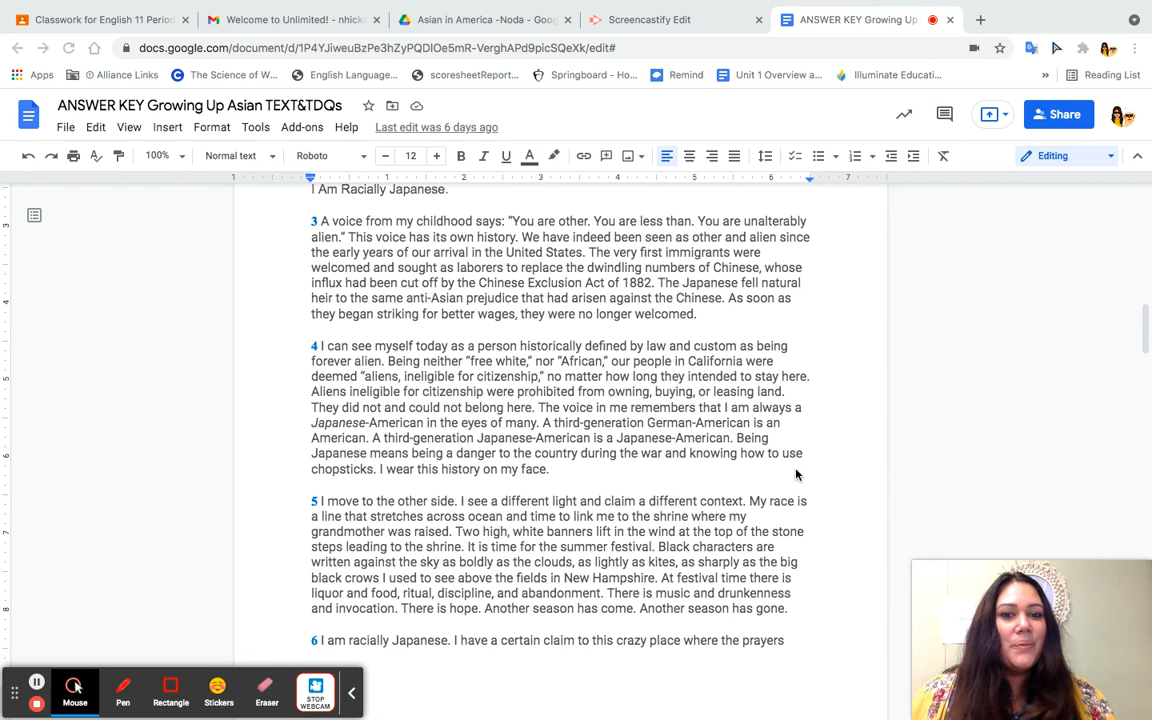 Classwork for English 11 Period
Welcome to Unlimited! - nhick
Asian in America -Noda - Goog
Screencastify Edit
ANSWER KEY Growing Up
docs.google.com/document/d/1P4YJiweuBzPe3hZyPQDIOe5mR-VerghAPd9picSQeXk/edit#
Apps
Alliance Links
The Science of W...
English Language...
scoresheetReport...
Springboard - Ho...
Remind
Unit 1 Overview a...
Illuminate Educati...
»
Reading List
ANSWER KEY Growing Up Asian TEXT&TDQs
Share
File Edit View Insert Format Tools Add-ons Help Last edit was 6 days ago
100% Normal text Roboto 12 B I U A Editing
1 1 2 3 4 5 6 7
I Am Racially Japanese.
3 A voice from my childhood says: “You are other. You are less than. You are unalterably
alien.” This voice has its own history. We have indeed been seen as other and alien since
the early years of our arrival in the United States. The very first immigrants were
welcomed and sought as laborers to replace the dwindling numbers of Chinese, whose
influx had been cut off by the Chinese Exclusion Act of 1882. The Japanese fell natural
heir to the same anti-Asian prejudice that had arisen against the Chinese. As soon as
they began striking for better wages, they were no longer welcomed.
4 I can see myself today as a person historically defined by law and custom as being
forever alien. Being neither “free white,” nor “African,” our people in California were
deemed “aliens, ineligible for citizenship,” no matter how long they intended to stay here.
Aliens ineligible for citizenship were prohibited from owning, buying, or leasing land.
They did not and could not belong here. The voice in me remembers that I am always a
Japanese-American in the eyes of many. A third-generation German-American is an
American. A third-generation Japanese-American is a Japanese-American. Being
Japanese means being a danger to the country during the war and knowing how to use
chopsticks. I wear this history on my face.
5 I move to the other side. I see a different light and claim a different context. My race is
a line that stretches across ocean and time to link me to the shrine where my
grandmother was raised. Two high, white banners lift in the wind at the top of the stone
steps leading to the shrine. It is time for the summer festival. Black characters are
written against the sky as boldly as the clouds, as lightly as kites, as sharply as the big
black crows I used to see above the fields in New Hampshire. At festival time there is
liquor and food, ritual, discipline, and abandonment. There is music and drunkenness
and invocation. There is hope. Another season has come. Another season has gone.
6 I am racially Japanese. I have a certain claim to this crazy place where the prayers
3
4
5
6
7
8
Mouse Pen Rectangle Stickers Eraser STOP WEBCAM